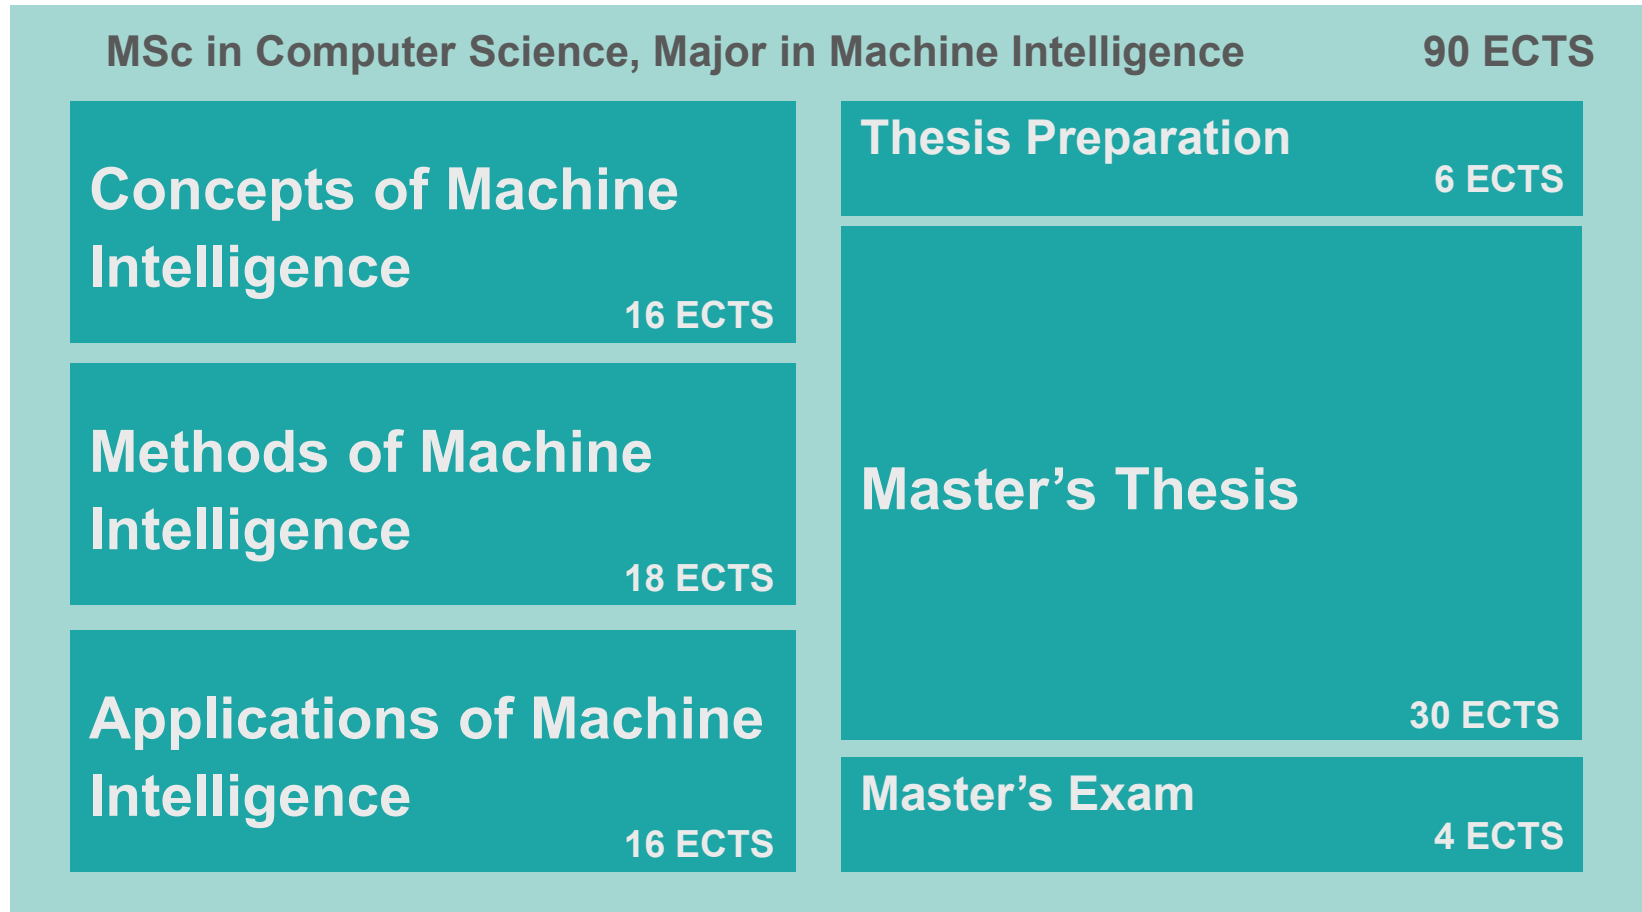 MSc in Computer Science, Major in Machine Intelligence 90 ECTS
Concepts of Machine
Intelligence
16 ECTS
Methods of Machine
Intelligence
18 ECTS
Applications of Machine
Intelligence
16 ECTS
Thesis Preparation
6 ECTS
Master’s Thesis
30 ECTS
Master’s Exam
4 ECTS